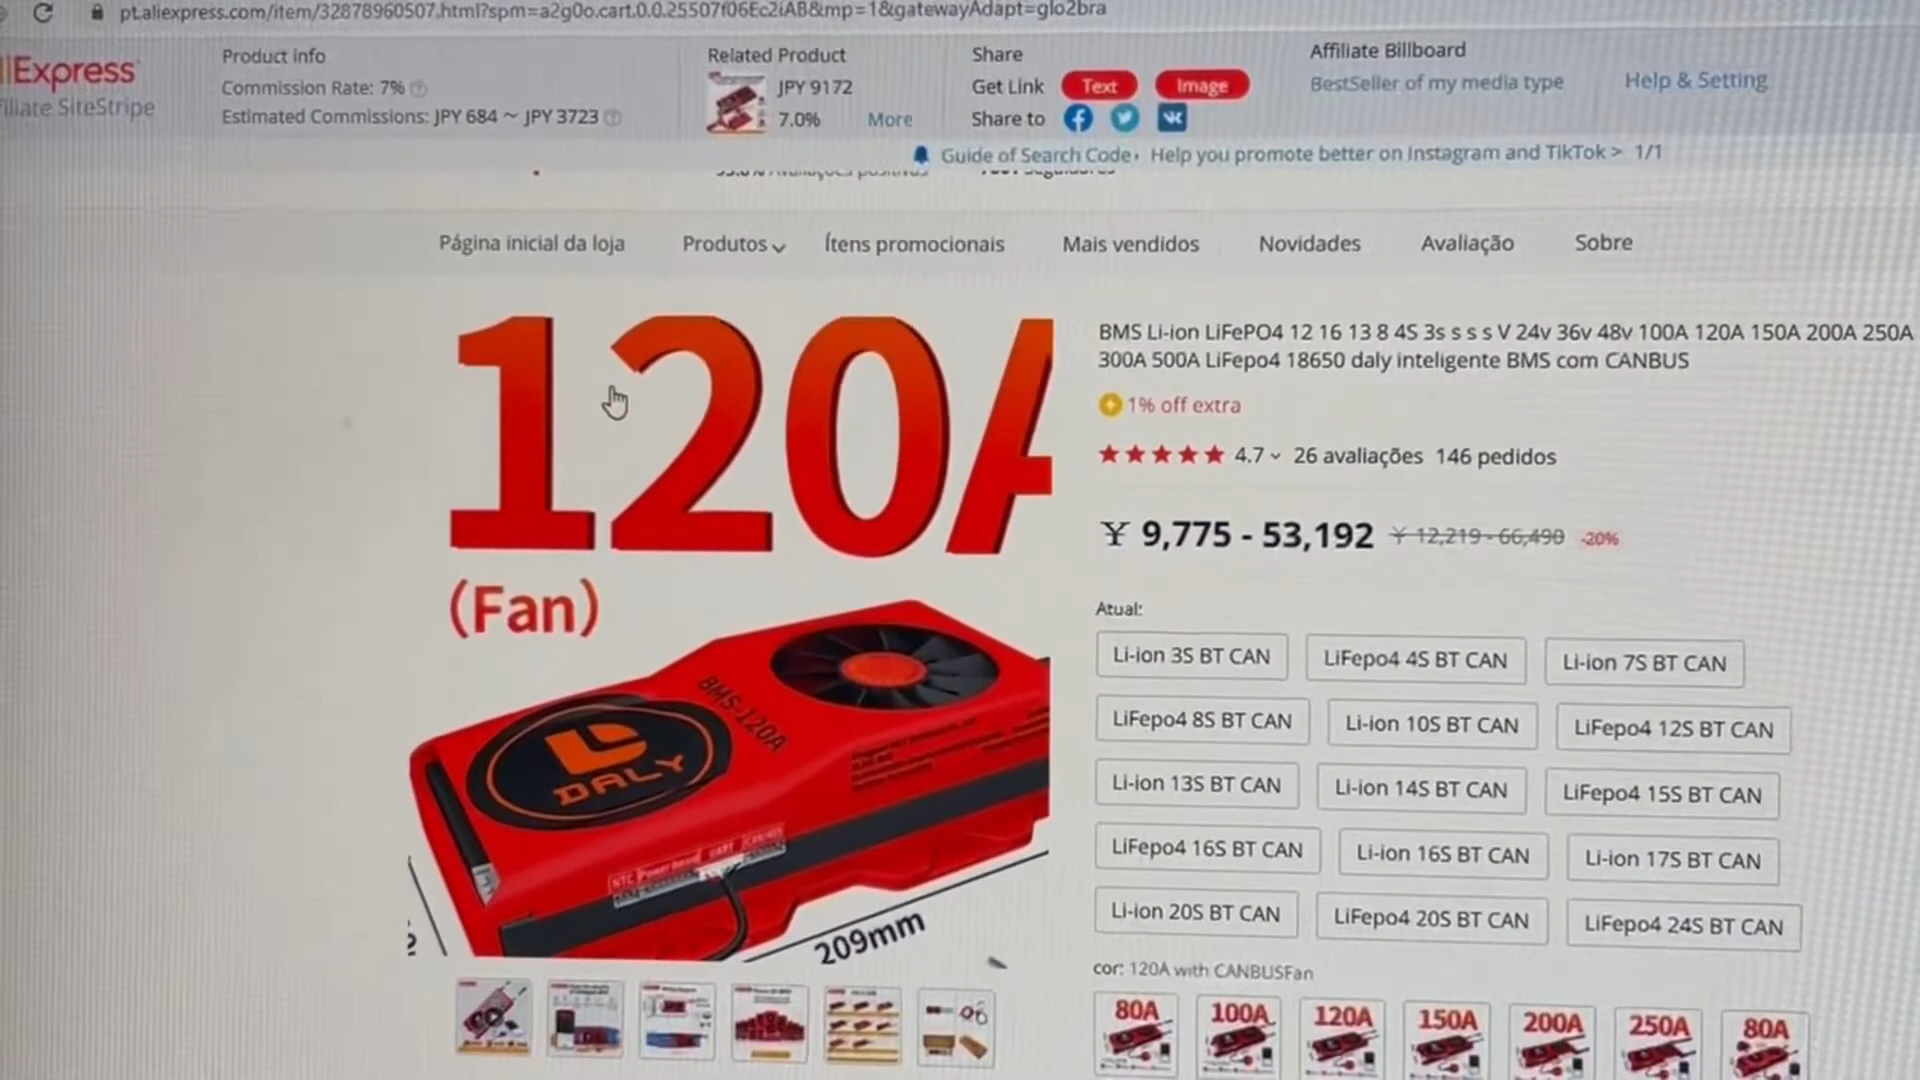 pt.aliexpress.com/item/32878960507.html?spm=a2g0o.cart.0.0.25507f06Ec2iAB&mp=1&gatewayAdapt=glo2bra
Express
iliate SiteStripe
Product info
Commission Rate: 7%
Estimated Commissions: JPY 684 ~ JPY 3723
Related Product
JPY 9172
7.0% More
Share
Get Link Text Image
Share to
Affiliate Billboard
BestSeller of my media type
Help & Setting
Guide of Search Code, Help you promote better on Instagram and TikTok > 1/1
Página inicial da loja Produtos Ítens promocionais Mais vendidos Novidades Avaliação Sobre
120A
(Fan)
BMS-120A
DALY
NTC
UART
209mm
BMS Li-ion LiFePO4 12 16 13 8 4S 3s s s s V 24v 36v 48v 100A 120A 150A 200A 250A
300A 500A LiFepo4 18650 daly inteligente BMS com CANBUS
1% off extra
4.7 26 avaliações 146 pedidos
¥ 9,775 - 53,192 ¥ 12,219 - 66,490 -20%
Atual:
Li-ion 3S BT CAN LiFepo4 4S BT CAN Li-ion 7S BT CAN
LiFepo4 8S BT CAN Li-ion 10S BT CAN LiFepo4 12S BT CAN
Li-ion 13S BT CAN Li-ion 14S BT CAN LiFepo4 15S BT CAN
LiFepo4 16S BT CAN Li-ion 16S BT CAN Li-ion 17S BT CAN
Li-ion 20S BT CAN LiFepo4 20S BT CAN LiFepo4 24S BT CAN
cor: 120A with CANBUSFan
80A 100A 120A 150A 200A 250A 80A